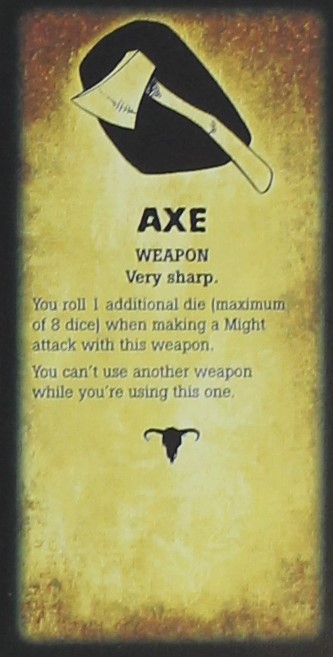 AXE
WEAPON
Very sharp.
You roll 1 additional die (maximum
of 8 dice) when making a Might
attack with this weapon.
You can't use another weapon
while you're using this one.